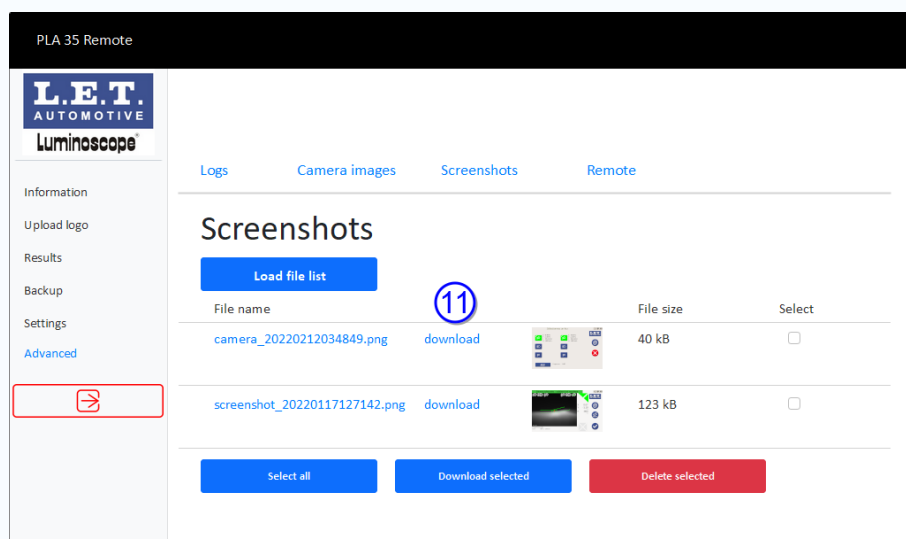 PLA 35 Remote
L.E.T.
AUTOMOTIVE
Luminoscope®
Information
Upload logo
Results
Backup
Settings
Advanced
Logs Camera images Screenshots Remote
Screenshots
Load file list
11
File name File size Select
camera_20220212034849.png download 40 kB
screenshot_20220117127142.png download 123 kB
Select all Download selected Delete selected